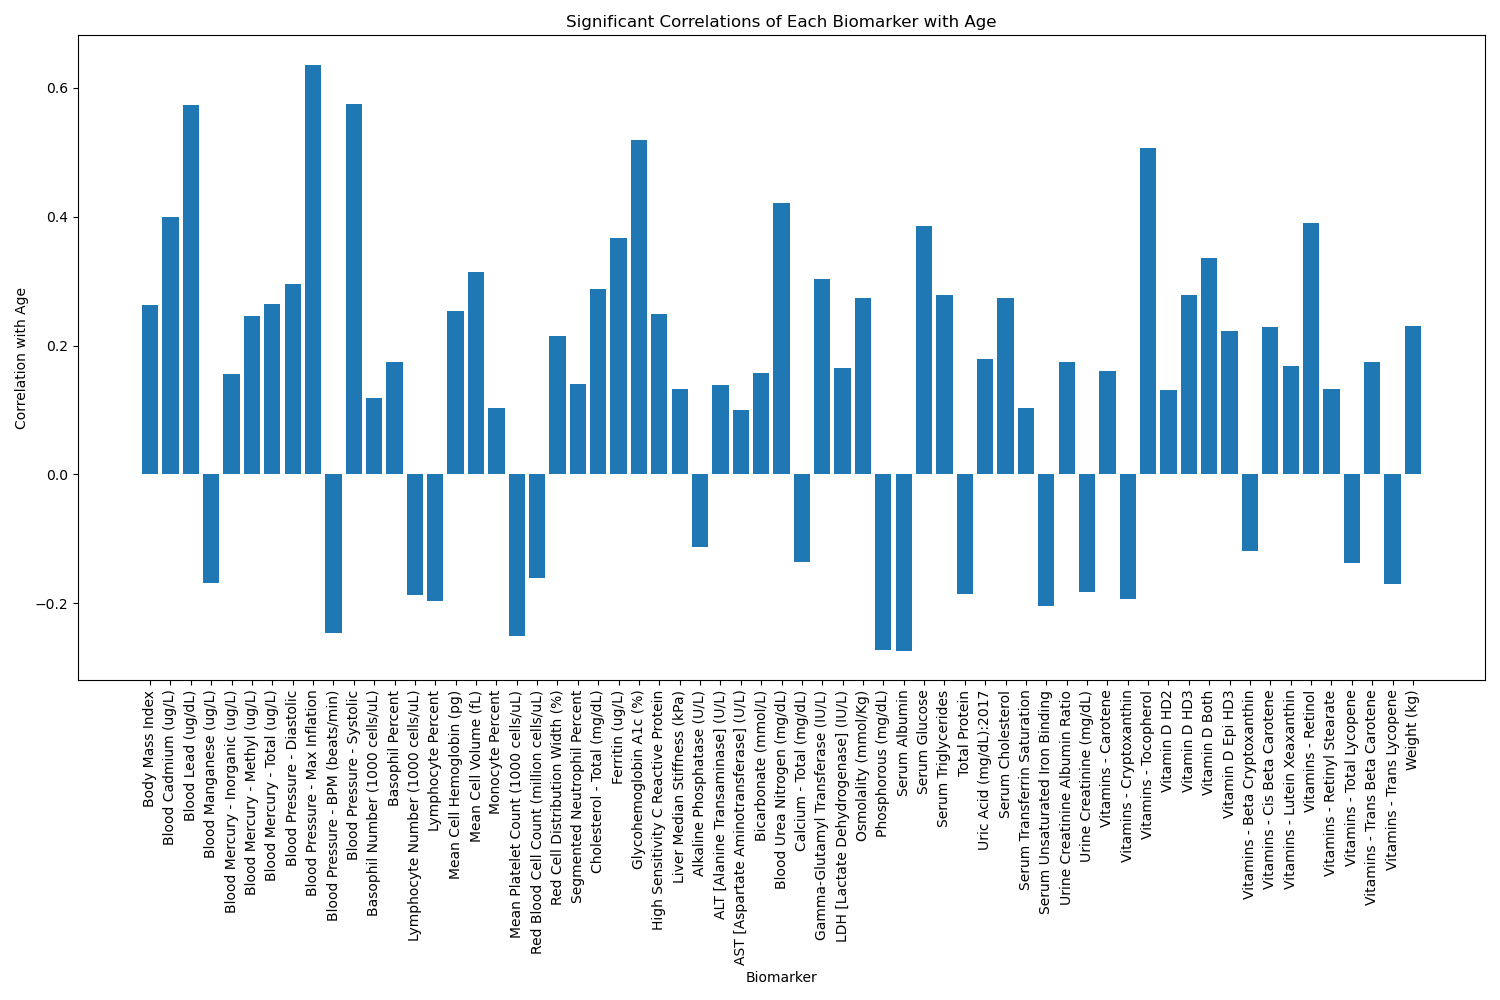 Significant Correlations of Each Biomarker with Age
Correlation with Age
0.6
0.4
0.2
0.0
−0.2
Body Mass Index
Blood Cadmium (ug/L)
Blood Lead (ug/dL)
Blood Manganese (ug/L)
Blood Mercury - Inorganic (ug/L)
Blood Mercury - Methyl (ug/L)
Blood Mercury - Total (ug/L)
Blood Pressure - Diastolic
Blood Pressure - Max Inflation
Blood Pressure - BPM (beats/min)
Blood Pressure - Systolic
Basophil Number (1000 cells/uL)
Basophil Percent
Lymphocyte Number (1000 cells/uL)
Lymphocyte Percent
Mean Cell Hemoglobin (pg)
Mean Cell Volume (fL)
Monocyte Percent
Mean Platelet Count (1000 cells/uL)
Red Blood Cell Count (million cells/uL)
Red Cell Distribution Width (%)
Segmented Neutrophil Percent
Cholesterol - Total (mg/dL)
Ferritin (ug/L)
Glycohemoglobin A1c (%)
High Sensitivity C Reactive Protein
Liver Median Stiffness (kPa)
Alkaline Phosphatase (U/L)
ALT [Alanine Transaminase] (U/L)
AST [Aspartate Aminotransferase] (U/L)
Bicarbonate (mmol/L)
Blood Urea Nitrogen (mg/dL)
Calcium - Total (mg/dL)
Gamma-Glutamyl Transferase (IU/L)
LDH [Lactate Dehydrogenase] (IU/L)
Osmolality (mmol/Kg)
Phosphorous (mg/dL)
Serum Albumin
Serum Glucose
Serum Triglycerides
Total Protein
Uric Acid (mg/dL):2017
Serum Cholesterol
Serum Transferrin Saturation
Serum Unsaturated Iron Binding
Urine Creatinine Albumin Ratio
Urine Creatinine (mg/dL)
Vitamins - Carotene
Vitamins - Cryptoxanthin
Vitamins - Tocopherol
Vitamin D HD2
Vitamin D HD3
Vitamin D Both
Vitamin D Epi HD3
Vitamins - Beta Cryptoxanthin
Vitamins - Cis Beta Carotene
Vitamins - Lutein Xeaxanthin
Vitamins - Retinol
Vitamins - Retinyl Stearate
Vitamins - Total Lycopene
Vitamins - Trans Beta Carotene
Vitamins - Trans Lycopene
Weight (kg)
Biomarker